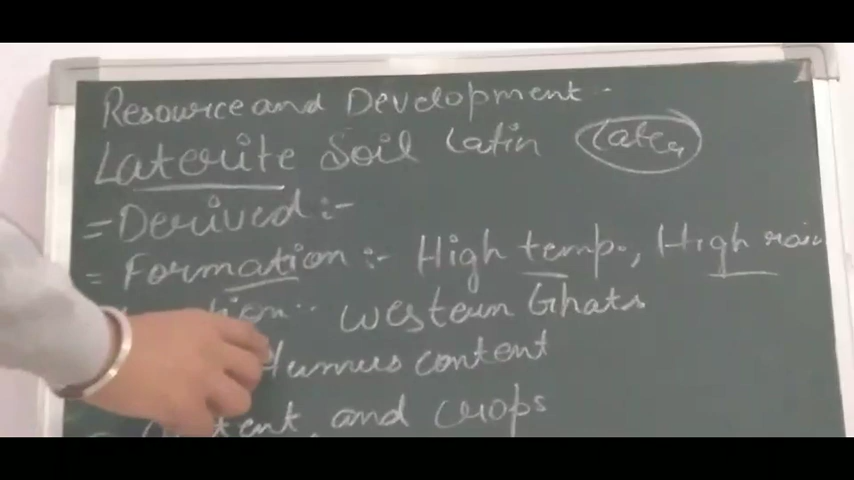 Resource and Development
Laterite Soil Latin Later
= Derived :-
= Formation :- High temp., High rain
Western Ghats
Humus content
and crops